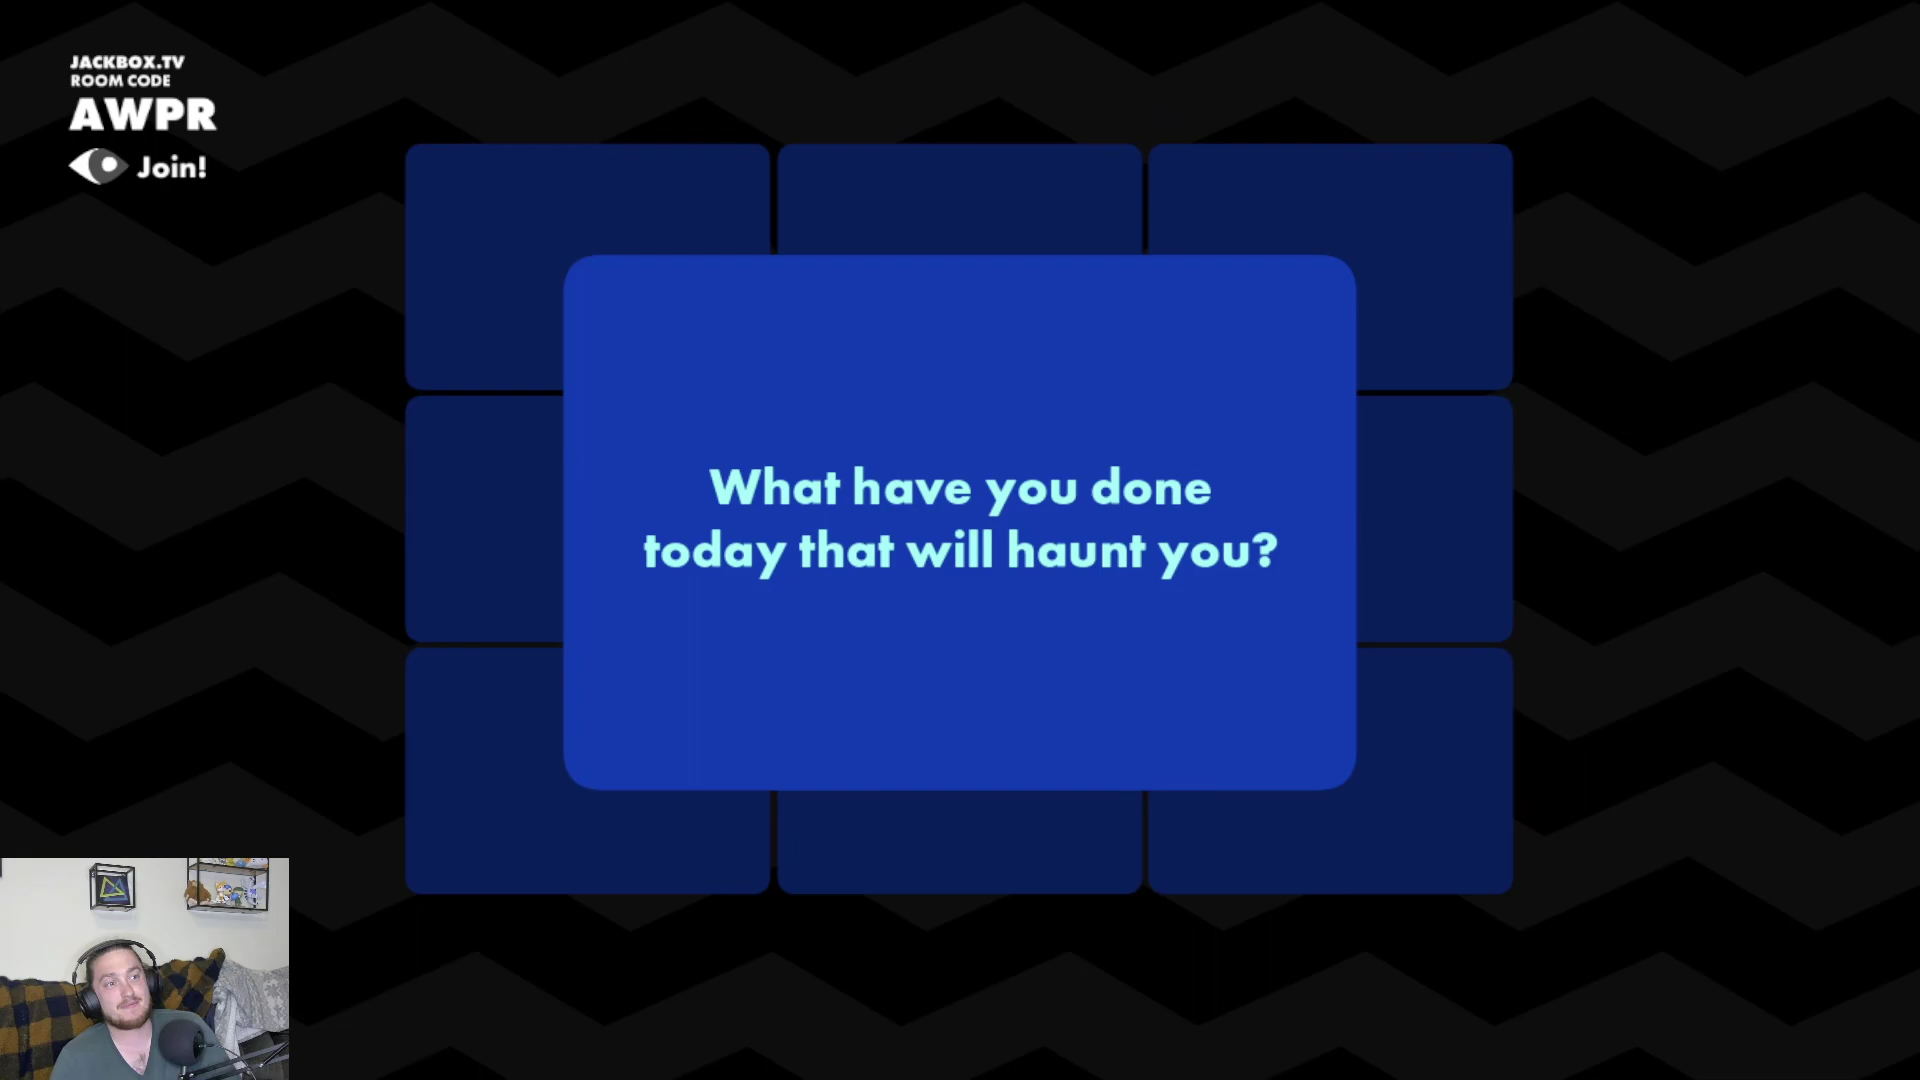 JACKBOX.TV
ROOM CODE
AWPR
Join!
What have you done
today that will haunt you?